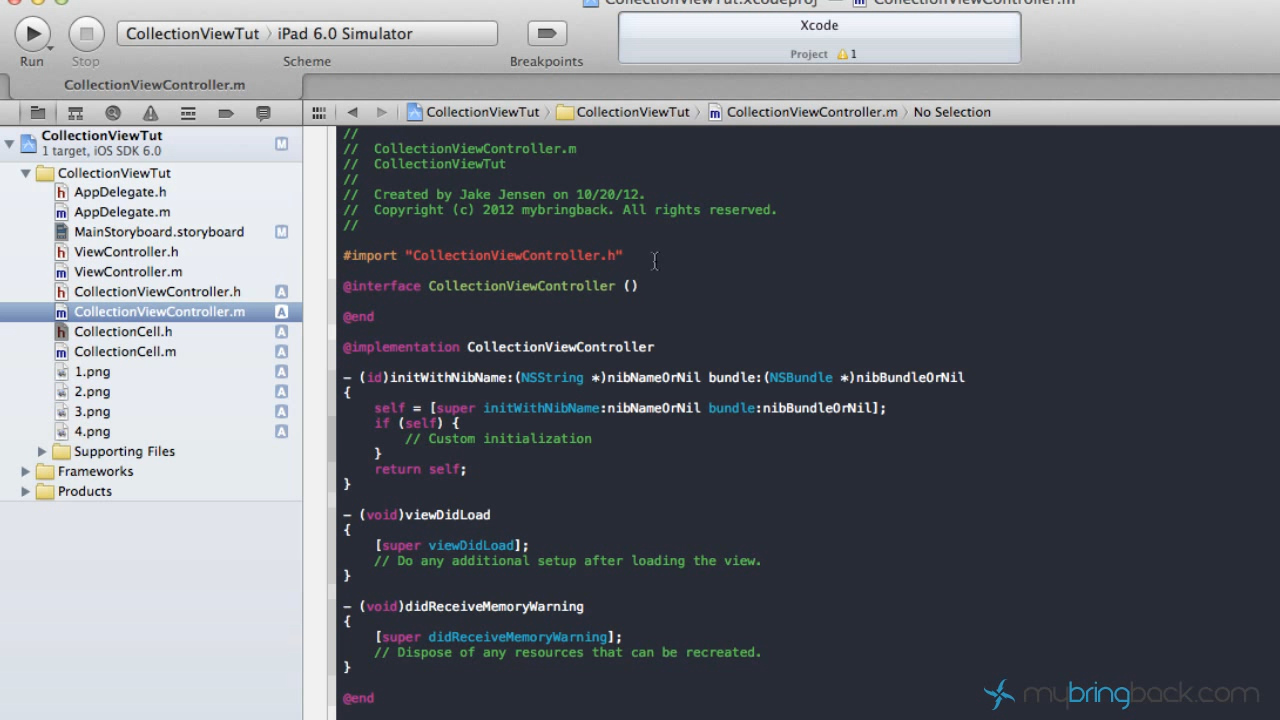 CollectionViewTut.xcodeproj — CollectionViewController.m
CollectionViewTut › iPad 6.0 Simulator
Xcode
Project 1
Run Stop Scheme Breakpoints
CollectionViewController.m
CollectionViewTut › CollectionViewTut › CollectionViewController.m › No Selection
CollectionViewTut M
1 target, iOS SDK 6.0
CollectionViewTut
AppDelegate.h
AppDelegate.m
MainStoryboard.storyboard M
ViewController.h
ViewController.m
CollectionViewController.h A
CollectionViewController.m A
CollectionCell.h A
CollectionCell.m A
1.png A
2.png A
3.png A
4.png A
Supporting Files
Frameworks
Products
//
//  CollectionViewController.m
//  CollectionViewTut
//
//  Created by Jake Jensen on 10/20/12.
//  Copyright (c) 2012 mybringback. All rights reserved.
//
#import "CollectionViewController.h"
@interface CollectionViewController ()
@end
@implementation CollectionViewController
- (id)initWithNibName:(NSString *)nibNameOrNil bundle:(NSBundle *)nibBundleOrNil
{
    self = [super initWithNibName:nibNameOrNil bundle:nibBundleOrNil];
    if (self) {
        // Custom initialization
    }
    return self;
}
- (void)viewDidLoad
{
    [super viewDidLoad];
    // Do any additional setup after loading the view.
}
- (void)didReceiveMemoryWarning
{
    [super didReceiveMemoryWarning];
    // Dispose of any resources that can be recreated.
}
@end
mybringback.com